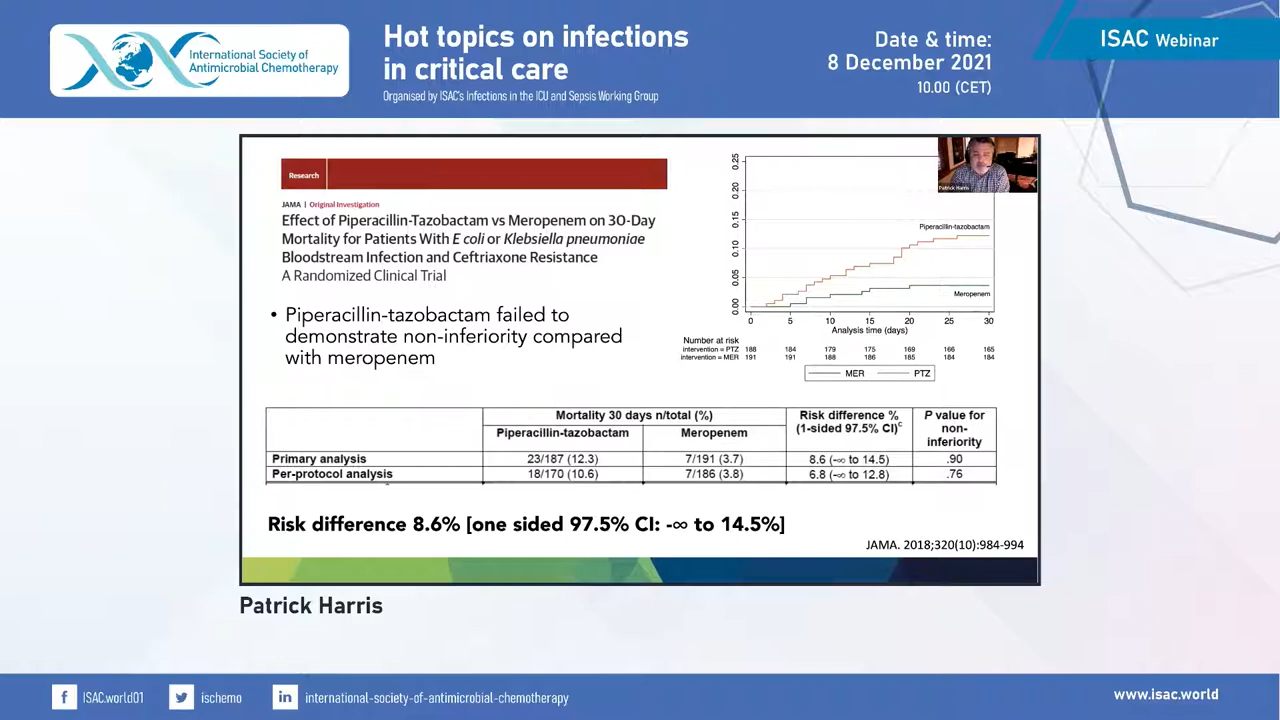 International Society of
Antimicrobial Chemotherapy
Hot topics on infections
in critical care
Organised by ISAC's Infections in the ICU and Sepsis Working Group
Date & time:
8 December 2021
10.00 (CET)
ISAC Webinar
Research
JAMA | Original Investigation
Effect of Piperacillin-Tazobactam vs Meropenem on 30-Day
Mortality for Patients With E coli or Klebsiella pneumoniae
Bloodstream Infection and Ceftriaxone Resistance
A Randomized Clinical Trial
• Piperacillin-tazobactam failed to
demonstrate non-inferiority compared
with meropenem
Patrick Harris
0.25
0.20
0.15
0.10
0.05
0.00
Piperacillin-tazobactam
Meropenem
0 5 10 15 20 25 30
Analysis time (days)
Number at risk
intervention = PTZ 188 184 179 175 169 166 165
intervention = MER 191 191 188 186 185 184 184
MER PTZ
Mortality 30 days n/total (%) Risk difference % P value for
(1-sided 97.5% CI)c non-
Piperacillin-tazobactam Meropenem inferiority
Primary analysis 23/187 (12.3) 7/191 (3.7) 8.6 (-∞ to 14.5) .90
Per-protocol analysis 18/170 (10.6) 7/186 (3.8) 6.8 (-∞ to 12.8) .76
Risk difference 8.6% [one sided 97.5% CI: -∞ to 14.5%]
JAMA. 2018;320(10):984-994
Patrick Harris
ISAC.world01
ischemo
international-society-of-antimicrobial-chemotherapy
www.isac.world